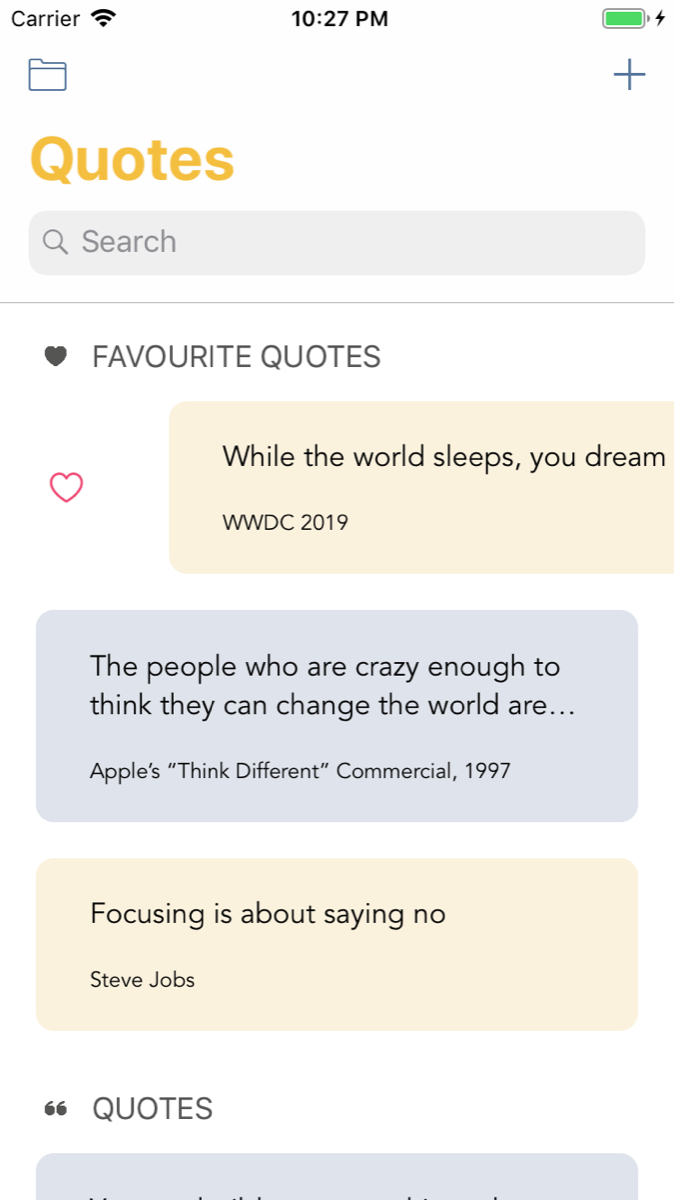 Carrier 10:27 PM
Quotes
Search
FAVOURITE QUOTES
While the world sleeps, you dream
WWDC 2019
The people who are crazy enough to
think they can change the world are…
Apple’s “Think Different” Commercial, 1997
Focusing is about saying no
Steve Jobs
QUOTES